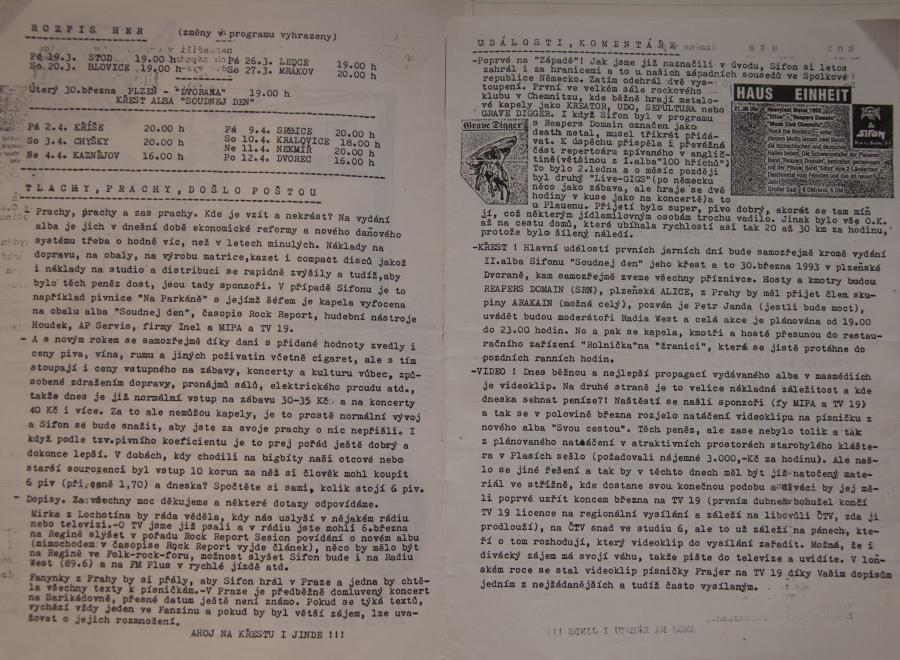 ROZPIS HER (změny v programu vyhrazeny)
Pá 19.3. STOD 19.00 h Pá 26.3. LEDCE 19.00 h
So 20.3. BLOVICE 19.00 h So 27.3. MRÁKOV 20.00 h
Úterý 30.března PLZEŇ - "DVORANA" 19.00 h
KŘEST ALBA "SOUDNEJ DEN"
Pá 2.4. KŘÍŠE 20.00 h Pá 9.4. SRBICE 20.00 h
So 3.4. CHYŠKY 20.00 h So 10.4. KRALOVICE 18.00 h
Ne 4.4. KAZNĚJOV 16.00 h Ne 11.4. NEKMÍŘ 20.00 h
Po 12.4. DVOREC 16.00 h
TLACHY, PRACHY, DOŠLO POŠTOU
- Prachy, prachy a zas prachy. Kde je vzít a nekrást? Na vydání
alba je jich v dnešní době ekonomické reformy a nového daňového
systému třeba o hodně víc, než v letech minulých. Náklady na
dopravu, na obaly, na výrobu matrice,kazet i compact disců jakož
i náklady na studio a distribuci se rapidně zvýšily a tudíž,aby
bylo těch peněz dost, jsou tady sponzoři. V případě Sifonu je to
například pivnice "Na Parkáně" s jejímž šéfem je kapela vyfocena
na obalu alba "Soudnej den", časopis Rock Report, hudební nástroje
Houdek, AP Servis, firmy Inel a MIPA a TV 19.
- A s novým rokem se samozřejmě díky dani s přidané hodnoty zvedly i
ceny piva, vína, rumu a jiných poživatin včetně cigaret, ale s tím
stoupají i ceny vstupného na zábavy, koncerty a kulturu vůbec, způ-
sobené zdražením dopravy, pronájmů sálů, elektrického proudu atd.,
takže dnes je již normální vstup na zábavu 30-35 Kč a na koncerty
40 Kč i více. Za to ale nemůžou kapely, je to prostě normální vývoj
a Sifon se bude snažit, aby jste za svoje prachy o nic nepřišli. I
když podle tzv.pivního koeficientu je to prej pořád ještě dobrý a
dokonce lepší. V dobách, kdy chodili na bigbíty naši otcové nebo
starší sourozenci byl vstup 10 korun za něž si člověk mohl koupit
6 piv (při ceně 1,70) a dneska? Spočtěte si sami, kolik stojí 6 piv.
- Dopisy. Za všechny moc děkujeme a některé dotazy odpovídáme.
Mirka z Lochotína by ráda věděla, kdy nás uslyší v nějakém rádiu
nebo televizi.-O TV jsme již psali a v rádiu jste mohli 6.března
na Regině slyšet v pořadu Rock Report Session povídání o novém albu
(mimochodem v časopise Rock Report vyjde článek), něco by mělo být
na Regině ve Folk-rock-foru, možnost slyšet Sifon bude i na Radiu
West (89.6) a na FM Plus v rychlé jízdě atd.
Fanynky z Prahy by si přály, aby Sifon hrál v Praze a jedna by chtě-
la všechny texty k písničkám.-V Praze je předběžně domluvený koncert
na Barikádovně, přesné datum ještě není známo. Pokud se týká textů,
vychází vždy jeden ve Fanzinu a pokud by byl větší zájem, lze uva-
žovat o jejich rozmnožení.
AHOJ NA KŘESTU I JINDE !!!
UDÁLOSTI, KOMENTÁŘE
-Poprvé na "Západě"! Jak jsme již naznačili v úvodu, Sifon si letos
zahrál i za hranicemi a to u našich západních sousedů ve Spolkové
republice Německo. Zatím odehrál dvě vys-
toupení. První ve velkém sále rockového
klubu v Chemnitzu, kde běžně hrají metalo-
vé kapely jako KREATOR, UDO, SEPULTURA nebo
GRAVE DIGGER. I když Sifon byl v programu
o Reapers Domain označen jako
death metal, musel třikrát přidá-
vat. K úspěchu přispěla i převážná
část repertoáru zpívaného v anglič-
tině(většinou z I.alba"100 hříchů")
To bylo 2.ledna a o měsíc později
byl druhý "Live-GIGS"(po německu
něco jako zábava, ale hraje se dvě
hodiny v kuse jako na koncertě)a to
u Plauenu. Přijetí bylo super, pivo dobrý, akorát se tam míň
jí, což některým jídlamilovným osobám trochu vadilo. Jinak bylo vše O.K.
až na cestu domů, která ubíhala rychlostí asi tak 20 až 30 km za hodinu,
protože bylo šílený náledí.
Grave Digger
HAUS EINHEIT
SIFON
-KŘEST ! Hlavní událostí prvních jarních dní bude samozřejmě kromě vydání
II.alba Sifonu "Soudnej den" jeho křest a to 30.března 1993 v plzeňské
Dvoraně, kam samozřejmě zveme všechny příznivce. Hosty a kmotry budou
REAPERS DOMAIN (SRN), plzeňská ALICE, z Prahy by měl přijet člen sku-
piny ARAKAIN (možná celý), pozván je Petr Janda (jestli bude moct),
uvádět budou moderátoři Radia West a celá akce je plánována od 19.00
do 23.00 hodin. No a pak se kapela, kmotři a hosté přesunou do restau-
račního zařízení "Rolnička"na "žranici", která se jistě protáhne do
pozdních ranních hodin.
-VIDEO ! Dnes běžnou a nejlepší propagací vydávaného alba v masmédiích
je videoklip. Na druhé straně je to velice nákladná záležitost a kde
dneska sehnat peníze?! Naštěstí se našli sponzoři (fy MIPA a TV 19)
a tak se v polovině března rozjelo natáčení videoklipu na písničku z
nového alba "Svou cestou". Těch peněz, ale zase nebylo tolik a tak
z plánovaného natáčení v atraktivních prostorách starobylého klášte-
ra v Plasích sešlo (požadovali nájemné 3.000,-Kč za hodinu). Ale naš-
lo se jiné řešení a tak by v těchto dnech měl být již natočený mate-
riál ve střižně, kde dostane svou konečnou podobu a diváci by jej mě-
li poprvé uzřít koncem března na TV 19 (prvním dubnem bohužel končí
TV 19 licence na regionální vysílání a záleží na libovůli ČTV, zda ji
prodlouží), na ČTV snad ve studiu 6, ale to už záleží na pánech, kte-
ří o tom rozhodují, který videoklip do vysílání zařadit. Možná, že i
divácký zájem má svojí váhu, takže pište do televize a uvidíte. V loň-
ském roce se stal videoklip písničky Frajer na TV 19 díky Vašim dopisům
jedním z nejžádanějších a tudíž často vysílaným.